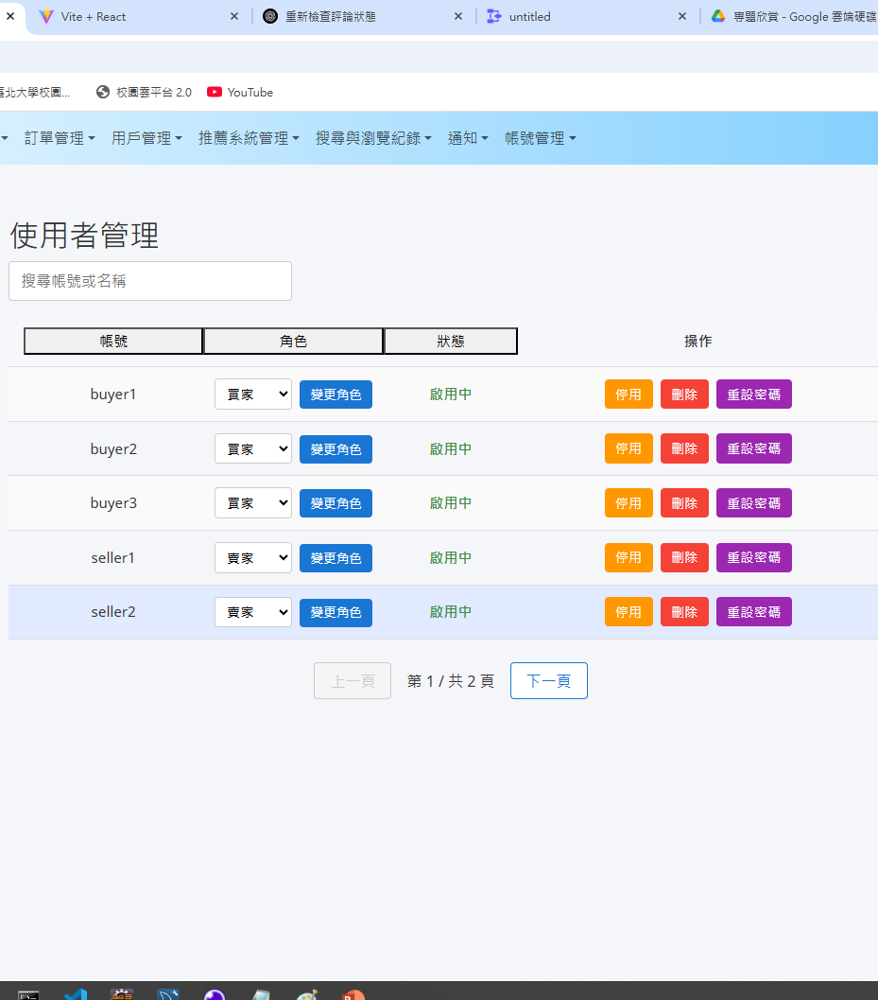 Vite + React
重新檢查評論狀態
untitled
專題欣賞 - Google 雲端硬碟
臺北大學校園...
校園雲平台 2.0
YouTube
訂單管理 用戶管理 推薦系統管理 搜尋與瀏覽紀錄 通知 帳號管理
使用者管理
搜尋帳號或名稱
帳號 角色 狀態 操作
buyer1 買家 變更角色 啟用中 停用 刪除 重設密碼
buyer2 買家 變更角色 啟用中 停用 刪除 重設密碼
buyer3 買家 變更角色 啟用中 停用 刪除 重設密碼
seller1 賣家 變更角色 啟用中 停用 刪除 重設密碼
seller2 賣家 變更角色 啟用中 停用 刪除 重設密碼
上一頁 第 1 / 共 2 頁 下一頁